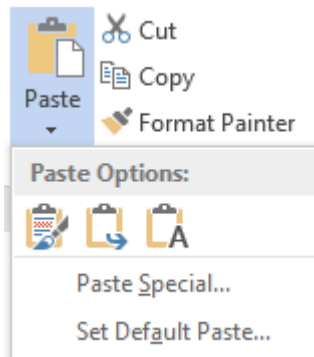 Cut
Copy
Paste
Format Painter
Paste Options:
A
Paste Special...
Set Default Paste...